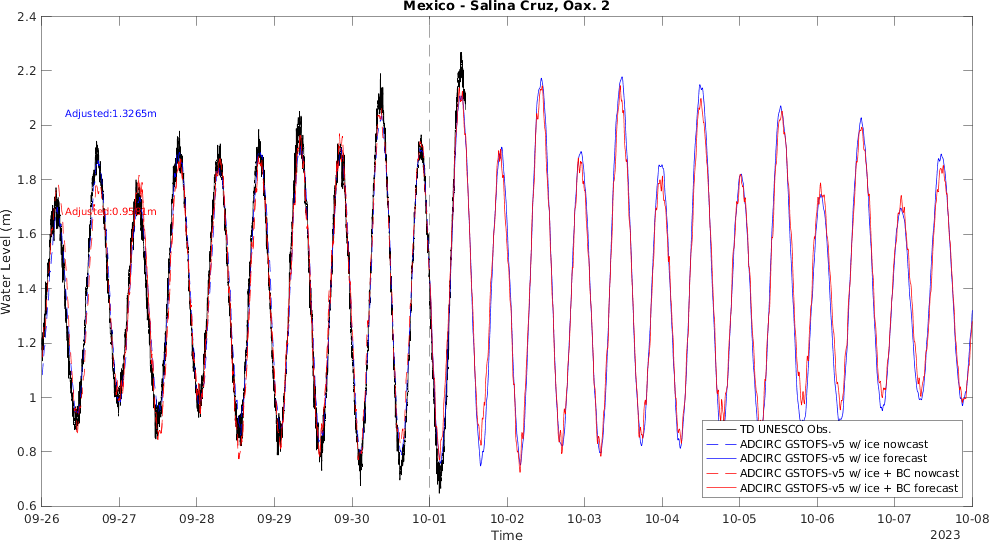 Mexico - Salina Cruz, Oax. 2
2.4
2.2
2
1.8
1.6
1.4
1.2
1
0.8
0.6
Water Level (m)
Adjusted:1.3265m
TD UNESCO Obs.
ADCIRC GSTOFS-v5 w/ ice nowcast
ADCIRC GSTOFS-v5 w/ ice forecast
ADCIRC GSTOFS-v5 w/ ice + BC nowcast
ADCIRC GSTOFS-v5 w/ ice + BC forecast
09-26 09-27 09-28 09-29 09-30 10-01 10-02 10-03 10-04 10-05 10-06 10-07 10-08
Time
2023